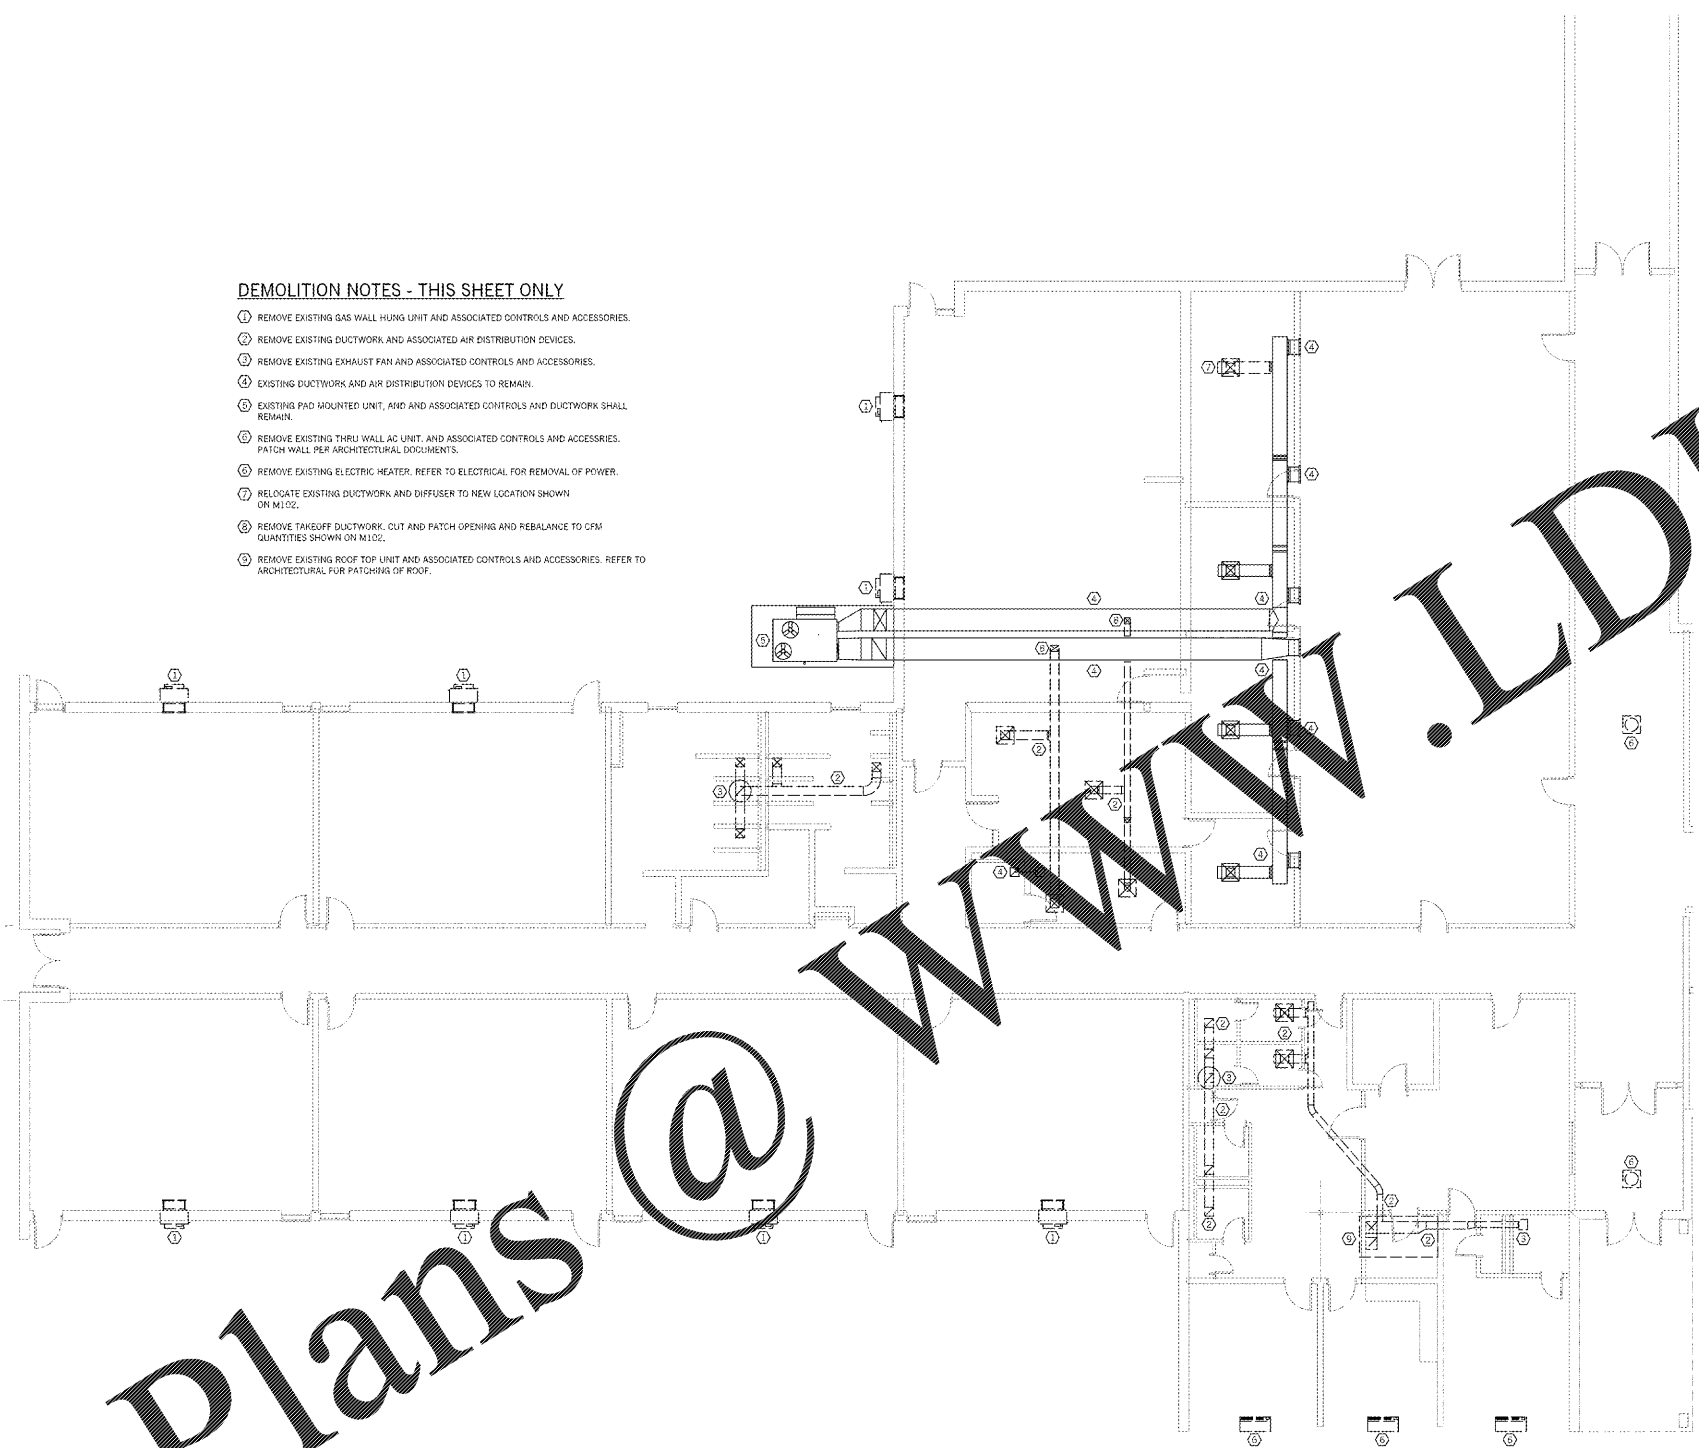 DEMOLITION NOTES - THIS SHEET ONLY
1 REMOVE EXISTING GAS WALL HUNG UNIT AND ASSOCIATED CONTROLS AND ACCESSORIES.
2 REMOVE EXISTING DUCTWORK AND ASSOCIATED AIR DISTRIBUTION DEVICES.
3 REMOVE EXISTING EXHAUST FAN AND ASSOCIATED CONTROLS AND ACCESSORIES.
4 EXISTING DUCTWORK AND AIR DISTRIBUTION DEVICES TO REMAIN.
5 EXISTING PAD MOUNTED UNIT, AND AND ASSOCIATED CONTROLS AND DUCTWORK SHALL
REMAIN.
6 REMOVE EXISTING THRU WALL AC UNIT. AND ASSOCIATED CONTROLS AND ACCESSRIES.
PATCH WALL PER ARCHITECTURAL DOCUMENTS.
6 REMOVE EXISTING ELECTRIC HEATER. REFER TO ELECTRICAL FOR REMOVAL OF POWER.
7 RELOCATE EXISTING DUCTWORK AND DIFFUSER TO NEW LOCATION SHOWN
ON M102.
8 REMOVE TAKEOFF DUCTWORK. CUT AND PATCH OPENING AND REBALANCE TO CFM
QUANTITIES SHOWN ON M102.
9 REMOVE EXISTING ROOF TOP UNIT AND ASSOCIATED CONTROLS AND ACCESSORIES. REFER TO
ARCHITECTURAL FOR PATCHING OF ROOF.
Plans @ www.LD